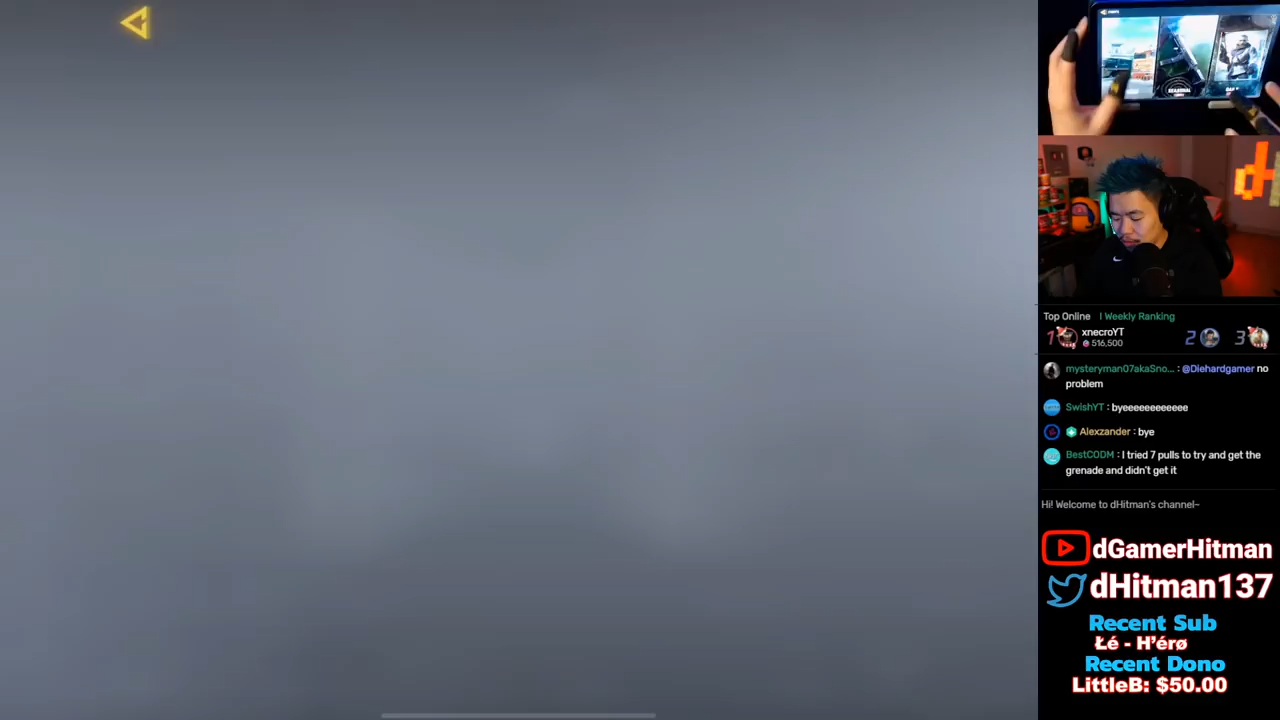 Top Online | Weekly Ranking
1 xnecroYT 516,500 2 3
mysteryman07akaSno... : @Diehardgamer no
problem
SwishYT : byeeeeeeeeeeee
Alexzander : bye
BestCODM : I tried 7 pulls to try and get the
grenade and didn't get it
Hi! Welcome to dHitman's channel~
dGamerHitman
dHitman137
Recent Sub
Łé - H'érø
Recent Dono
LittleB: $50.00
SEASONAL
dH